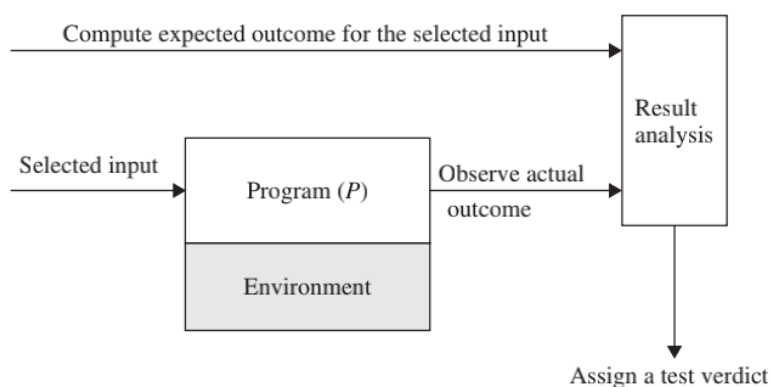 Compute expected outcome for the selected input
Result
analysis
Selected input
Program (P)
Observe actual
outcome
Environment
Assign a test verdict